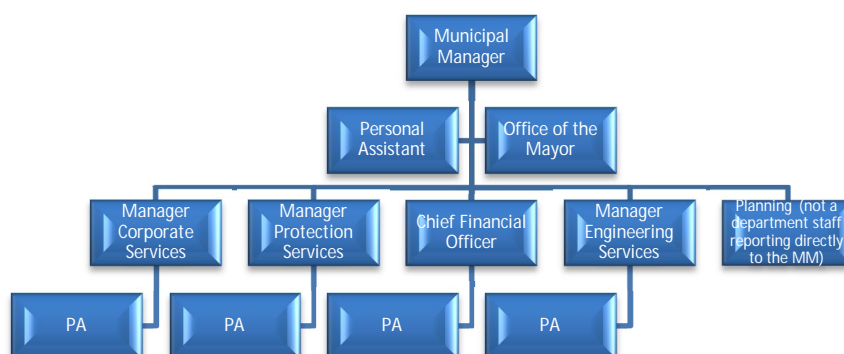 Municipal
Manager
Personal
Assistant
Office of the
Mayor
Manager
Corporate
Services
Manager
Protection
Services
Chief Financial
Officer
Manager
Engineering
Services
Planning (not a
department staff
reporting directly
to the MM)
PA
PA
PA
PA